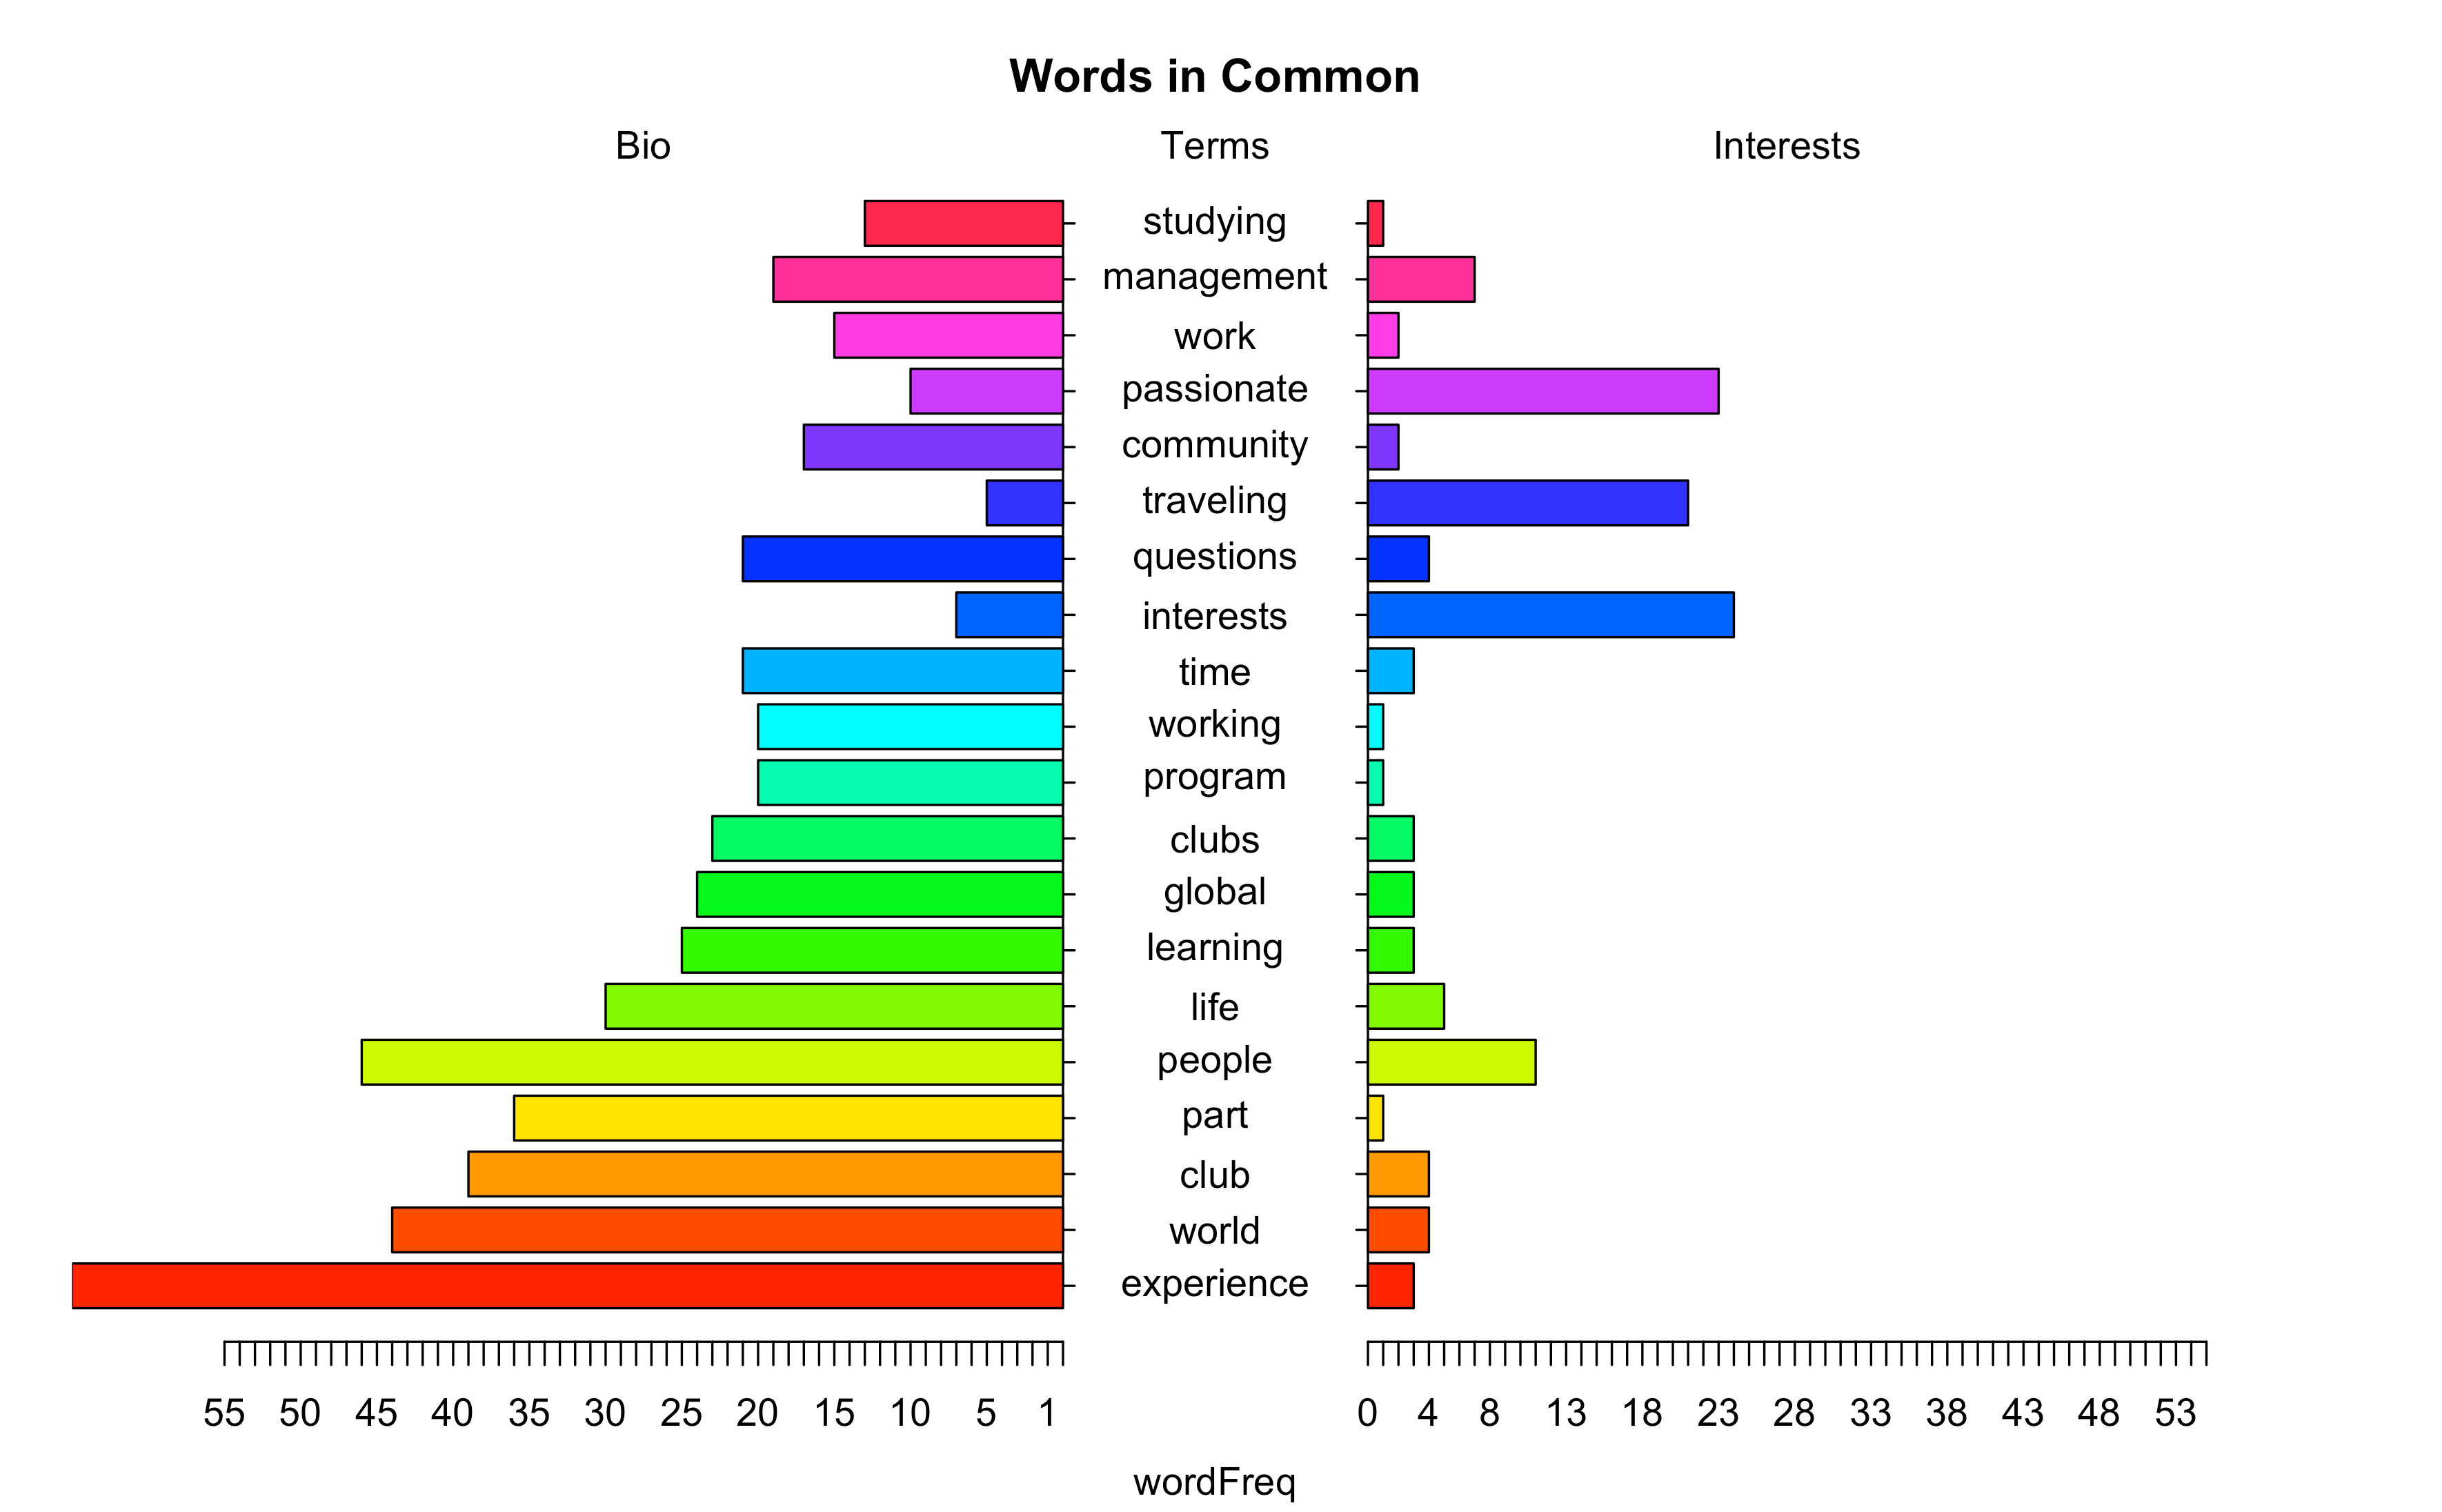 Words in Common
Bio Terms Interests
studying
management
work
passionate
community
traveling
questions
interests
time
working
program
clubs
global
learning
life
people
part
club
world
experience
55 50 45 40 35 30 25 20 15 10 5 1 0 4 8 13 18 23 28 33 38 43 48 53
wordFreq